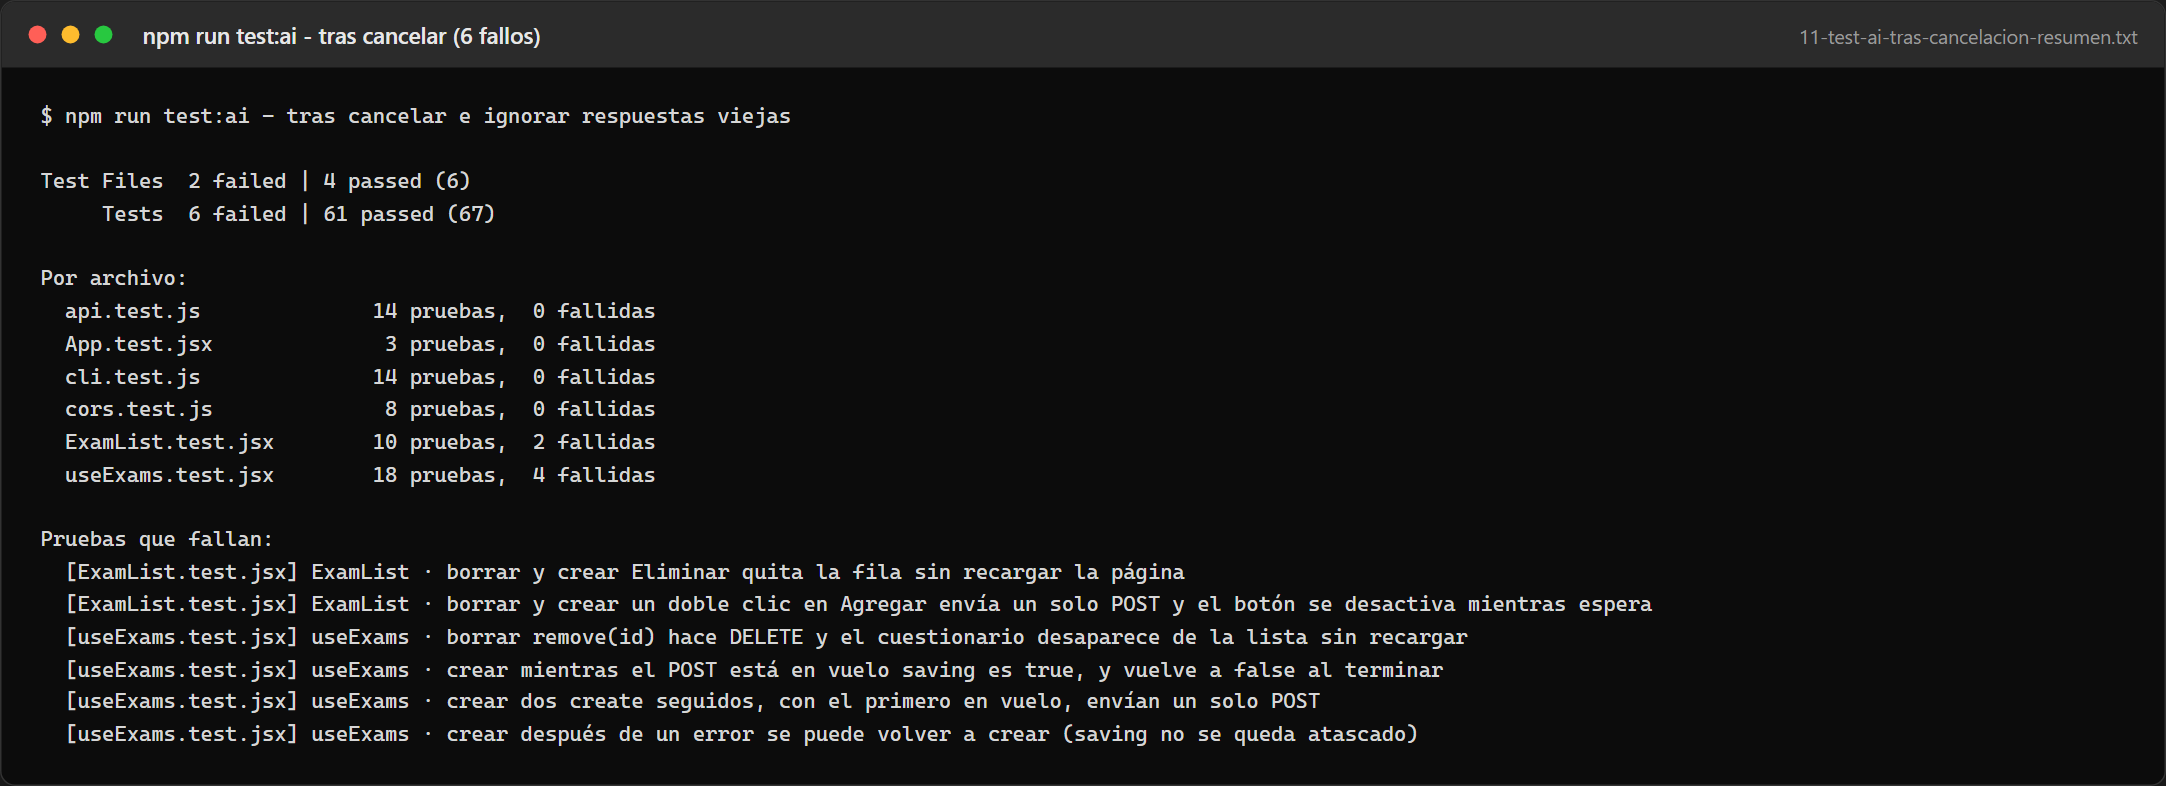 npm run test:ai - tras cancelar (6 fallos)
11-test-ai-tras-cancelacion-resumen.txt
$ npm run test:ai — tras cancelar e ignorar respuestas viejas
Test Files  2 failed | 4 passed (6)
Tests  6 failed | 61 passed (67)
Por archivo:
api.test.js 14 pruebas, 0 fallidas
App.test.jsx 3 pruebas, 0 fallidas
cli.test.js 14 pruebas, 0 fallidas
cors.test.js 8 pruebas, 0 fallidas
ExamList.test.jsx 10 pruebas, 2 fallidas
useExams.test.jsx 18 pruebas, 4 fallidas
Pruebas que fallan:
[ExamList.test.jsx] ExamList · borrar y crear Eliminar quita la fila sin recargar la página
[ExamList.test.jsx] ExamList · borrar y crear un doble clic en Agregar envía un solo POST y el botón se desactiva mientras espera
[useExams.test.jsx] useExams · borrar remove(id) hace DELETE y el cuestionario desaparece de la lista sin recargar
[useExams.test.jsx] useExams · crear mientras el POST está en vuelo saving es true, y vuelve a false al terminar
[useExams.test.jsx] useExams · crear dos create seguidos, con el primero en vuelo, envían un solo POST
[useExams.test.jsx] useExams · crear después de un error se puede volver a crear (saving no se queda atascado)